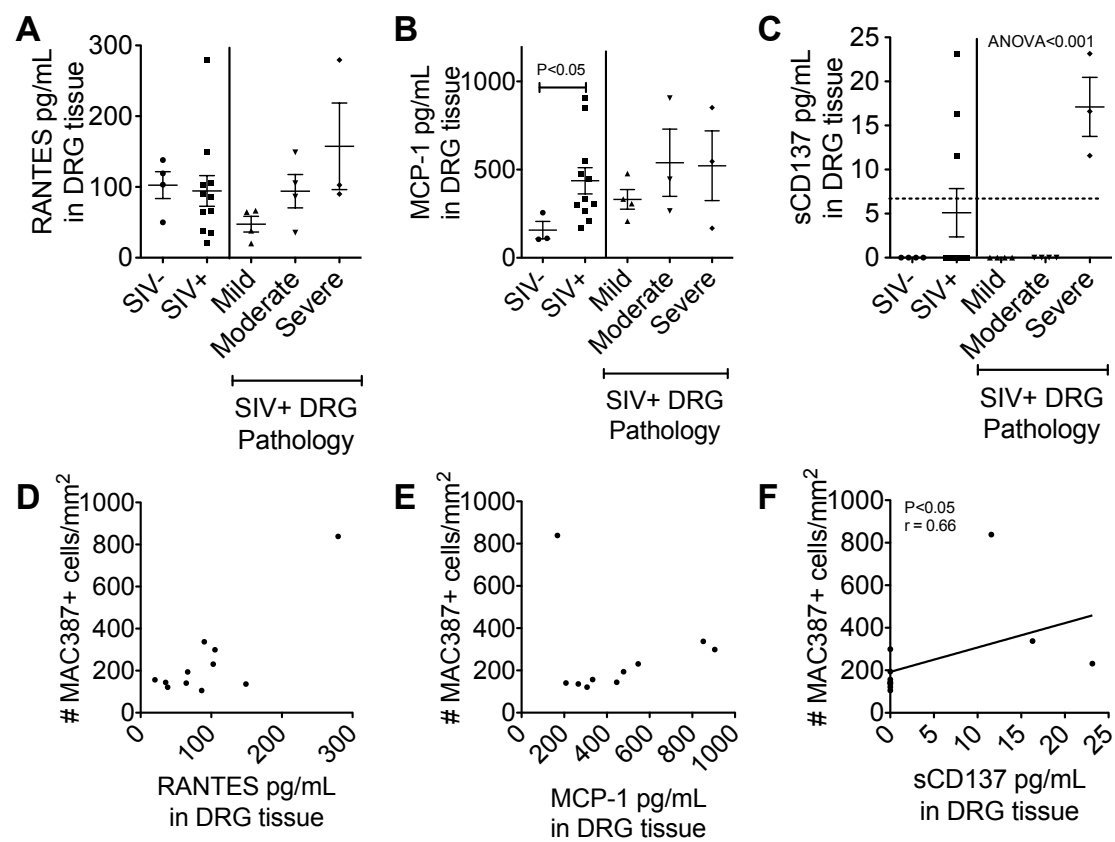 A
RANTES pg/mL
in DRG tissue
300
200
100
0
SIV-
SIV+
Mild
Moderate
Severe
SIV+ DRG
Pathology
B
MCP-1 pg/mL
in DRG tissue
1000
500
0
P<0.05
SIV-
SIV+
Mild
Moderate
Severe
SIV+ DRG
Pathology
C
sCD137 pg/mL
in DRG tissue
25
20
15
10
5
0
ANOVA<0.001
SIV-
SIV+
Mild
Moderate
Severe
SIV+ DRG
Pathology
D
# MAC387+ cells/mm²
1000
800
600
400
200
0
0
100
200
300
RANTES pg/mL
in DRG tissue
E
# MAC387+ cells/mm²
1000
800
600
400
200
0
0
200
400
600
800
1000
MCP-1 pg/mL
in DRG tissue
F
# MAC387+ cells/mm²
1000
800
600
400
200
0
P<0.05
r = 0.66
0
5
10
15
20
25
sCD137 pg/mL
in DRG tissue